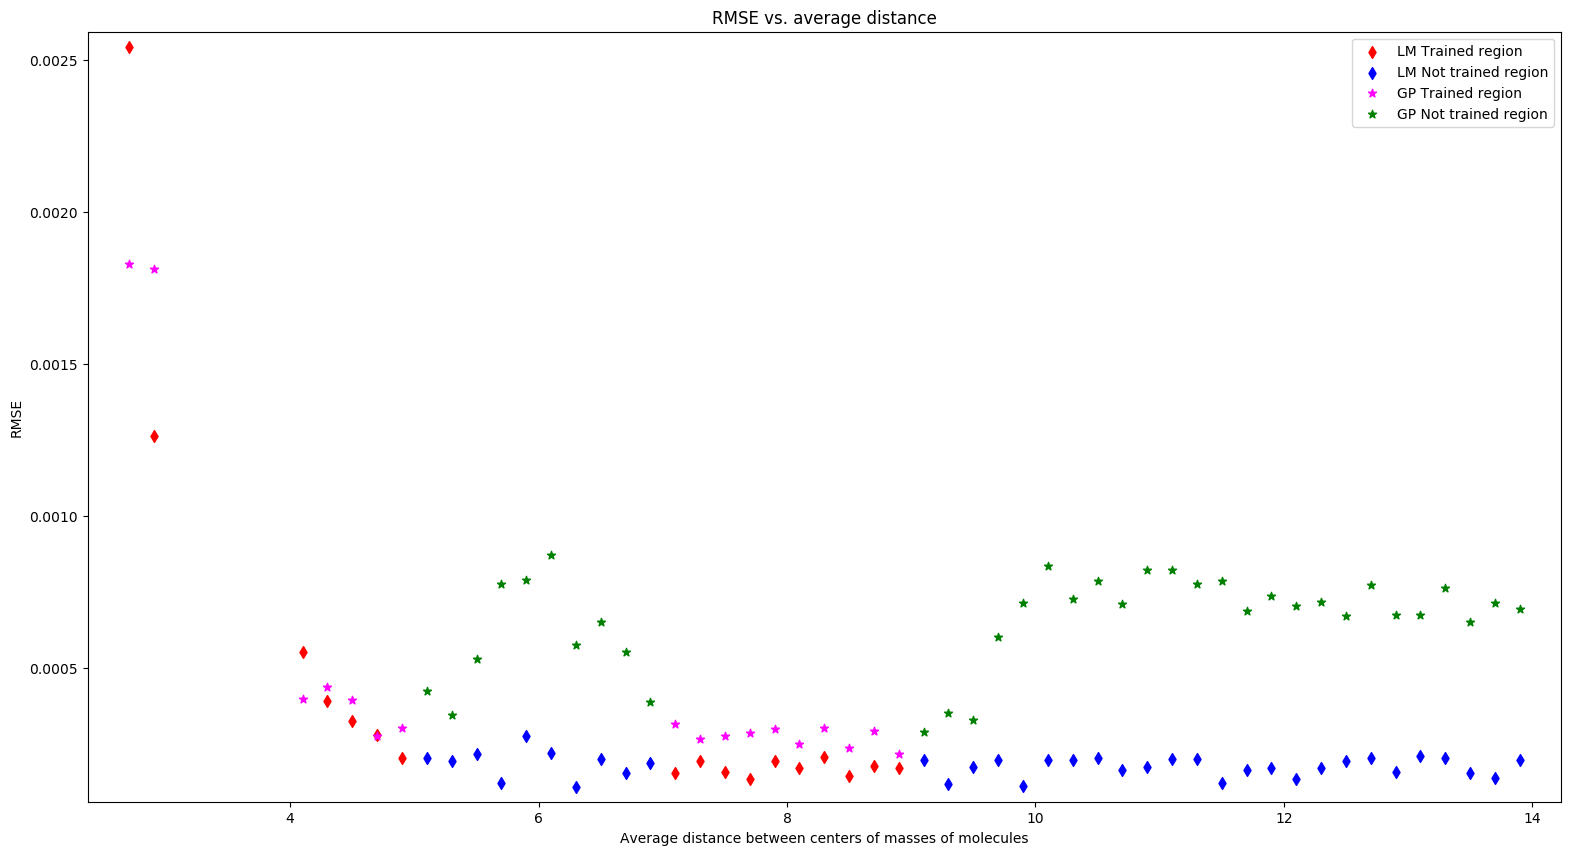 RMSE vs. average distance
LM Trained region
LM Not trained region
GP Trained region
GP Not trained region
0.0025
0.0020
0.0015
0.0010
0.0005
RMSE
4
6
8
10
12
14
Average distance between centers of masses of molecules